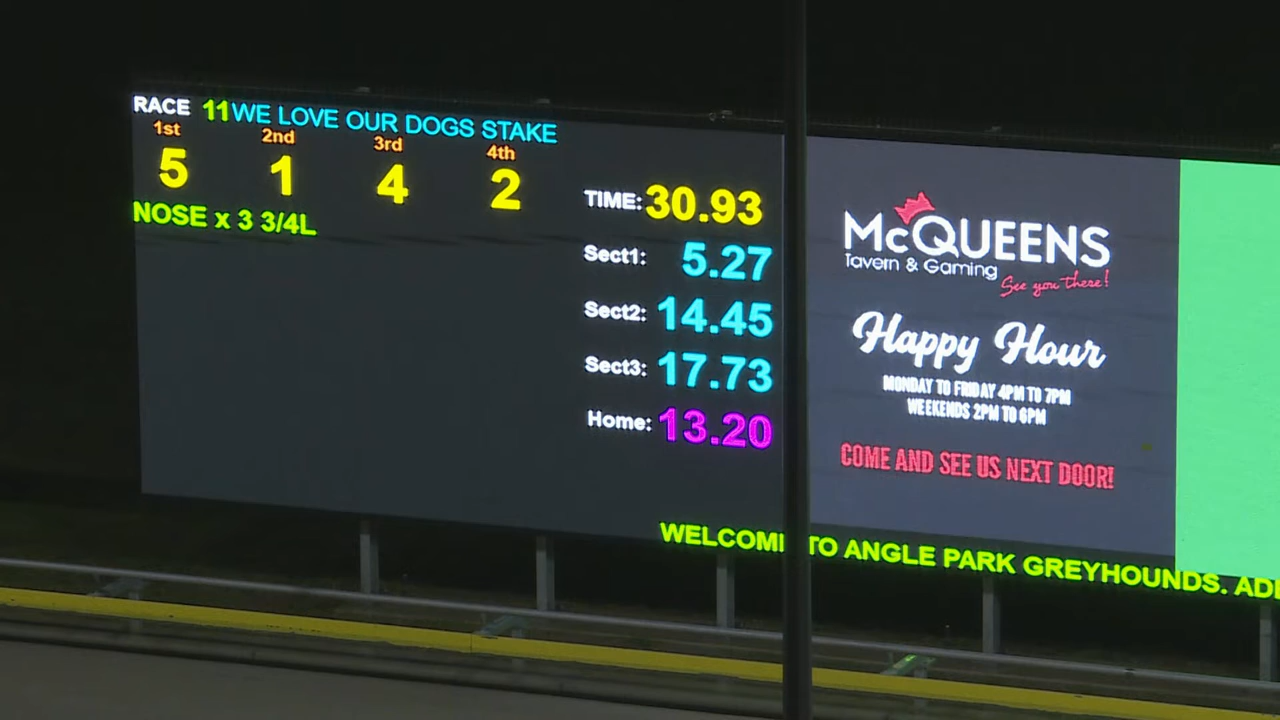 RACE 11 WE LOVE OUR DOGS STAKE
1st 2nd 3rd 4th
5 1 4 2
NOSE x 3 3/4L
TIME: 30.93
Sect1: 5.27
Sect2: 14.45
Sect3: 17.73
Home: 13.20
McQUEENS
Tavern & Gaming
See you there!
Happy Hour
MONDAY TO FRIDAY 4PM TO 7PM
WEEKENDS 2PM TO 6PM
COME AND SEE US NEXT DOOR!
WELCOME TO ANGLE PARK GREYHOUNDS.